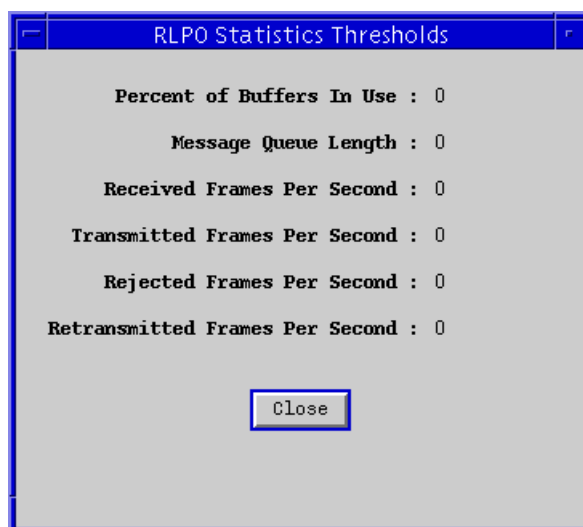 RLP0 Statistics Thresholds
Percent of Buffers In Use : 0
Message Queue Length : 0
Received Frames Per Second : 0
Transmitted Frames Per Second : 0
Rejected Frames Per Second : 0
Retransmitted Frames Per Second : 0
Close